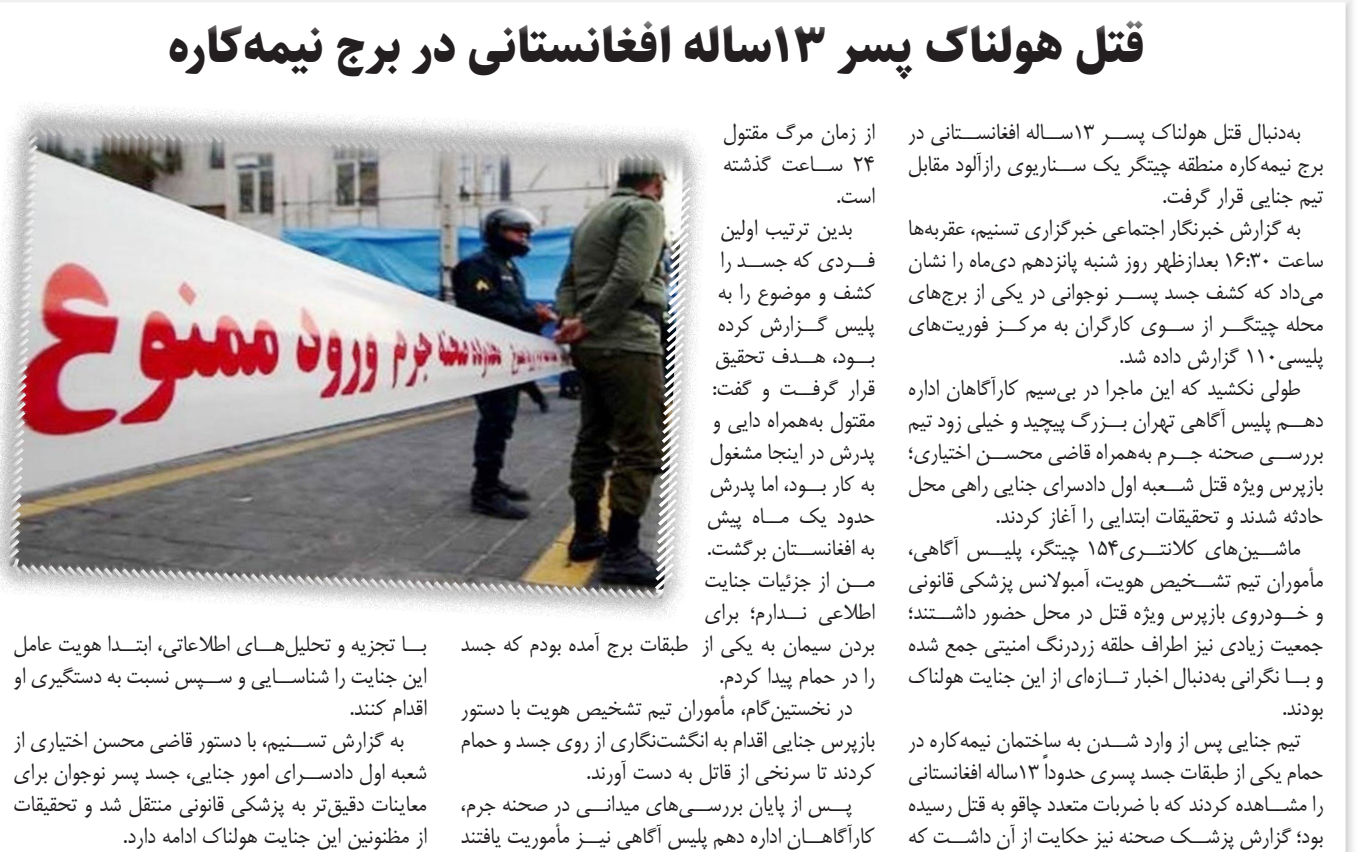 قتل هولناک پسر ۱۳ساله افغانستانی در برج نیمه‌کاره
به‌دنبال قتل هولناک پسـر ۱۳ساله افغانستانی در
برج نیمه‌کاره منطقه چیتگر یک سناریوی رازآلود مقابل
تیم جنایی قرار گرفت.
به گزارش خبرنگار اجتماعی خبرگزاری تسنیم، عقربه‌ها
ساعت ۱۶:۳۰ بعدازظهر روز شنبه پانزدهم دی‌ماه را نشان
می‌داد که کشف جسد پسر نوجوانی در یکی از برج‌های
محله چیتگر از سوی کارگران به مرکز فوریت‌های
پلیسی۱۱۰ گزارش داده شد.
طولی نکشید که این ماجرا در بی‌سیم کارآگاهان اداره
دهم پلیس آگاهی تهران بزرگ پیچید و خیلی زود تیم
بررسی صحنه جرم به‌همراه قاضی محسن اختیاری؛
بازپرس ویژه قتل شعبه اول دادسرای جنایی راهی محل
حادثه شدند و تحقیقات ابتدایی را آغاز کردند.
ماشین‌های کلانتری۱۵۴ چیتگر، پلیس آگاهی،
مأموران تیم تشخیص هویت، آمبولانس پزشکی قانونی
و خودروی بازپرس ویژه قتل در محل حضور داشتند؛
جمعیت زیادی نیز اطراف حلقه زردرنگ امنیتی جمع شده
و با نگرانی به‌دنبال اخبار تازه‌ای از این جنایت هولناک
بودند.
تیم جنایی پس از وارد شدن به ساختمان نیمه‌کاره در
حمام یکی از طبقات جسد پسری حدوداً ۱۳ساله افغانستانی
را مشاهده کردند که با ضربات متعدد چاقو به قتل رسیده
بود؛ گزارش پزشک صحنه نیز حکایت از آن داشت که
از زمان مرگ مقتول
۲۴ ساعت گذشته
است.
بدین ترتیب اولین
فردی که جسد را
کشف و موضوع را به
پلیس گزارش کرده
بود، هدف تحقیق
قرار گرفت و گفت:
مقتول به‌همراه دایی و
پدرش در اینجا مشغول
به کار بود، اما پدرش
حدود یک ماه پیش
به افغانستان برگشت.
من از جزئیات جنایت
اطلاعی ندارم؛ برای
بردن سیمان به یکی از طبقات برج آمده بودم که جسد
را در حمام پیدا کردم.
در نخستین‌گام، مأموران تیم تشخیص هویت با دستور
بازپرس جنایی اقدام به انگشت‌نگاری از روی جسد و حمام
کردند تا سرنخی از قاتل به دست آورند.
پس از پایان بررسی‌های میدانی در صحنه جرم،
کارآگاهان اداره دهم پلیس آگاهی نیز مأموریت یافتند
با تجزیه و تحلیل‌های اطلاعاتی، ابتدا هویت عامل
این جنایت را شناسایی و سپس نسبت به دستگیری او
اقدام کنند.
به گزارش تسنیم، با دستور قاضی محسن اختیاری از
شعبه اول دادسرای امور جنایی، جسد پسر نوجوان برای
معاینات دقیق‌تر به پزشکی قانونی منتقل شد و تحقیقات
از مظنونین این جنایت هولناک ادامه دارد.
صحنه جرم ورود ممنوع